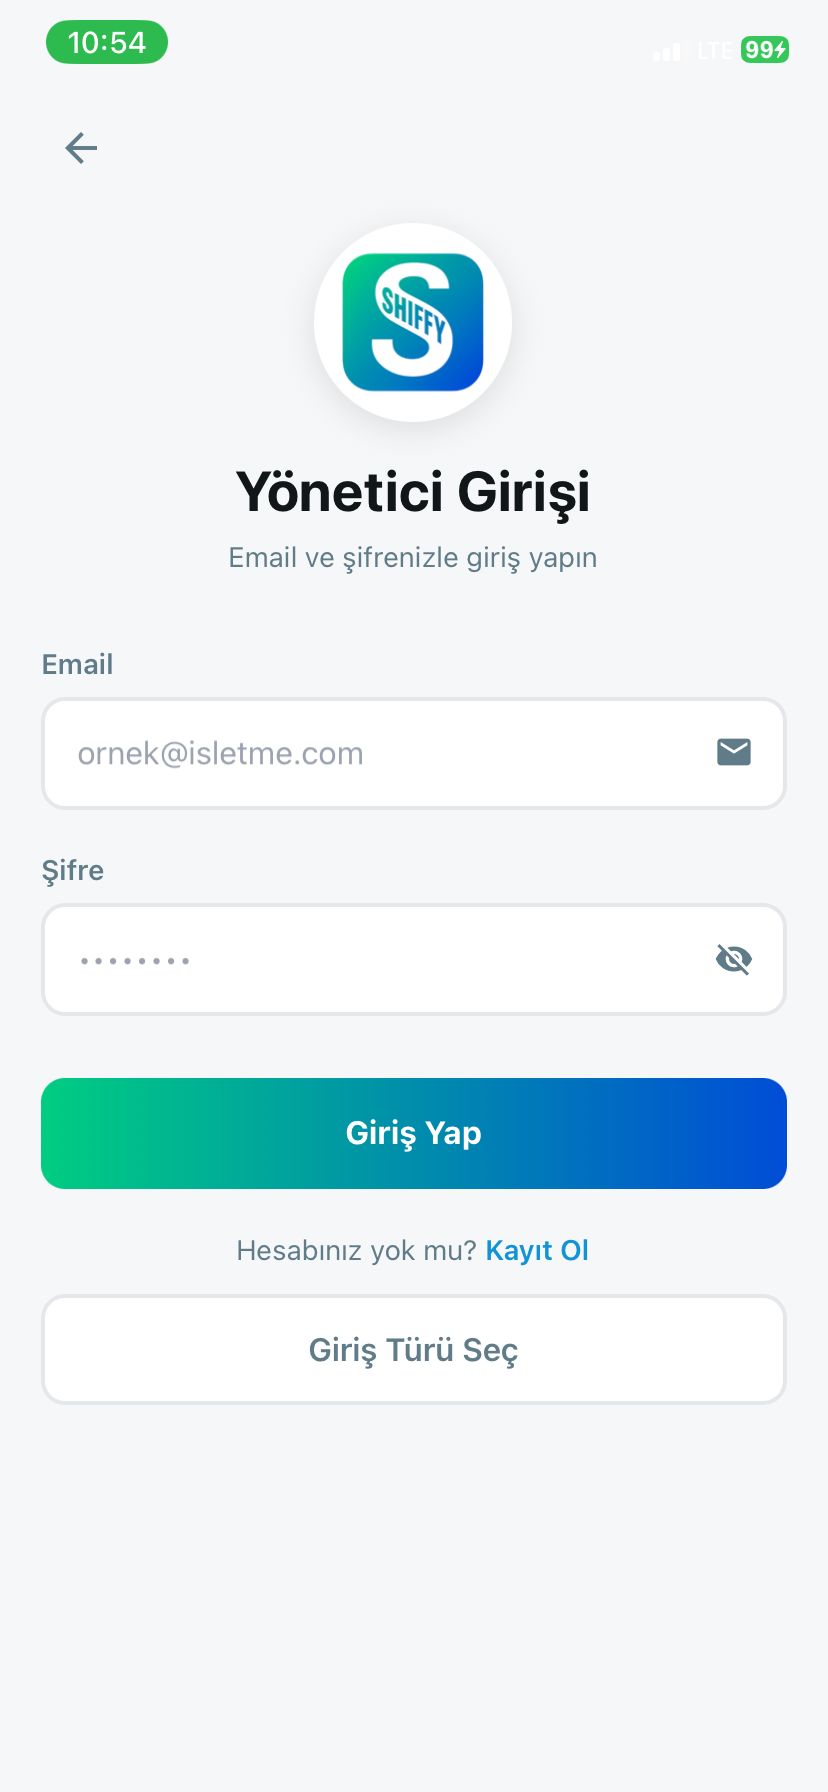 10:54
LTE 99
SHIFFY
Yönetici Girişi
Email ve şifrenizle giriş yapın
Email
ornek@isletme.com
Şifre
••••••••
Giriş Yap
Hesabınız yok mu? Kayıt Ol
Giriş Türü Seç